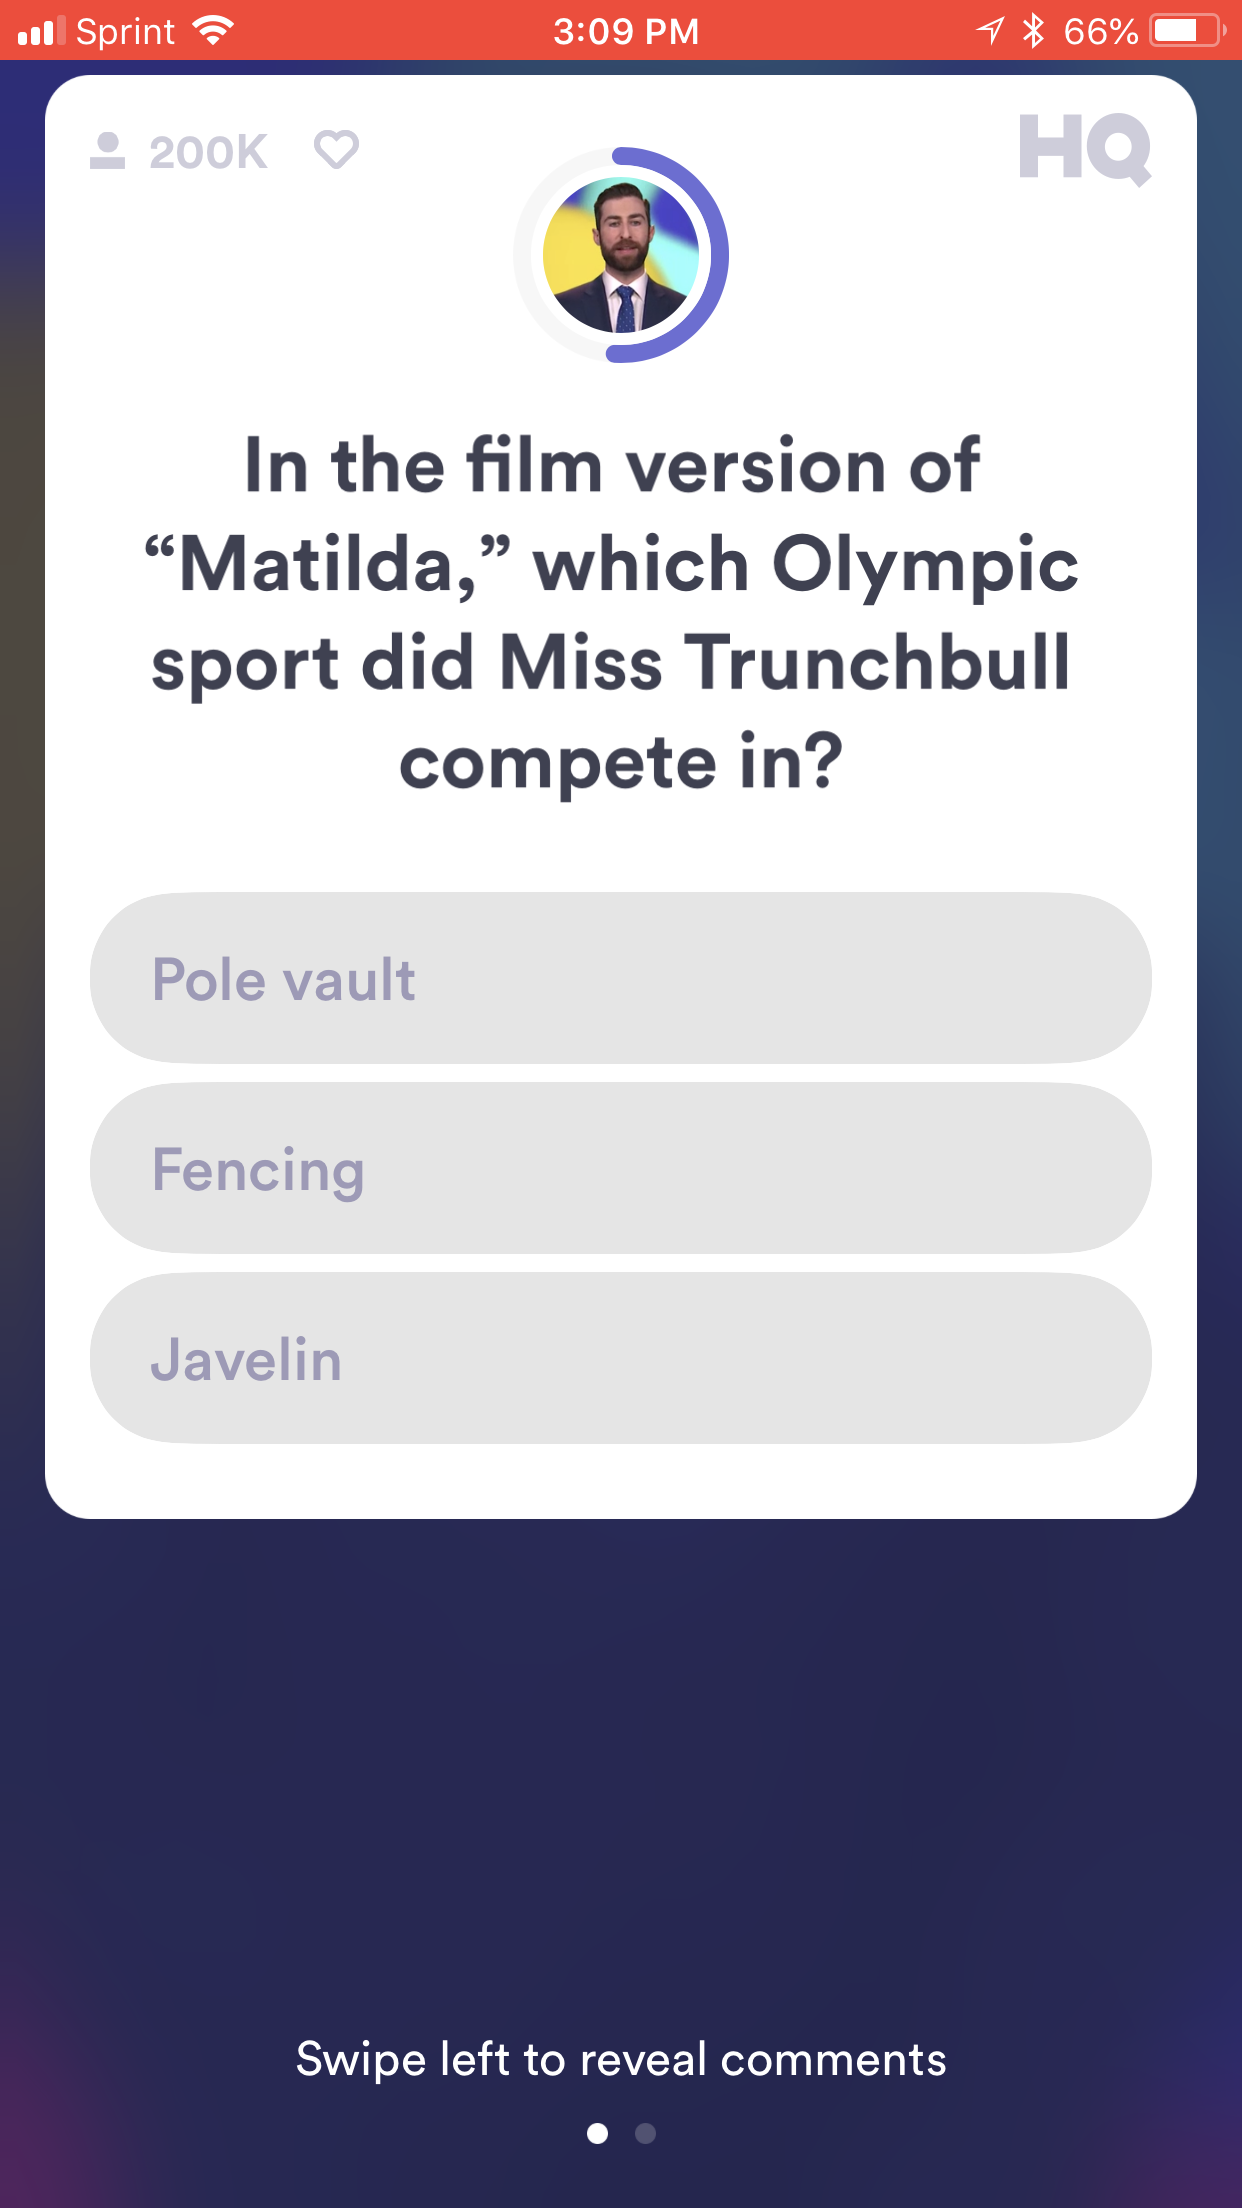 Sprint 3:09 PM 66%
200K HQ
In the film version of
“Matilda,” which Olympic
sport did Miss Trunchbull
compete in?
Pole vault
Fencing
Javelin
Swipe left to reveal comments